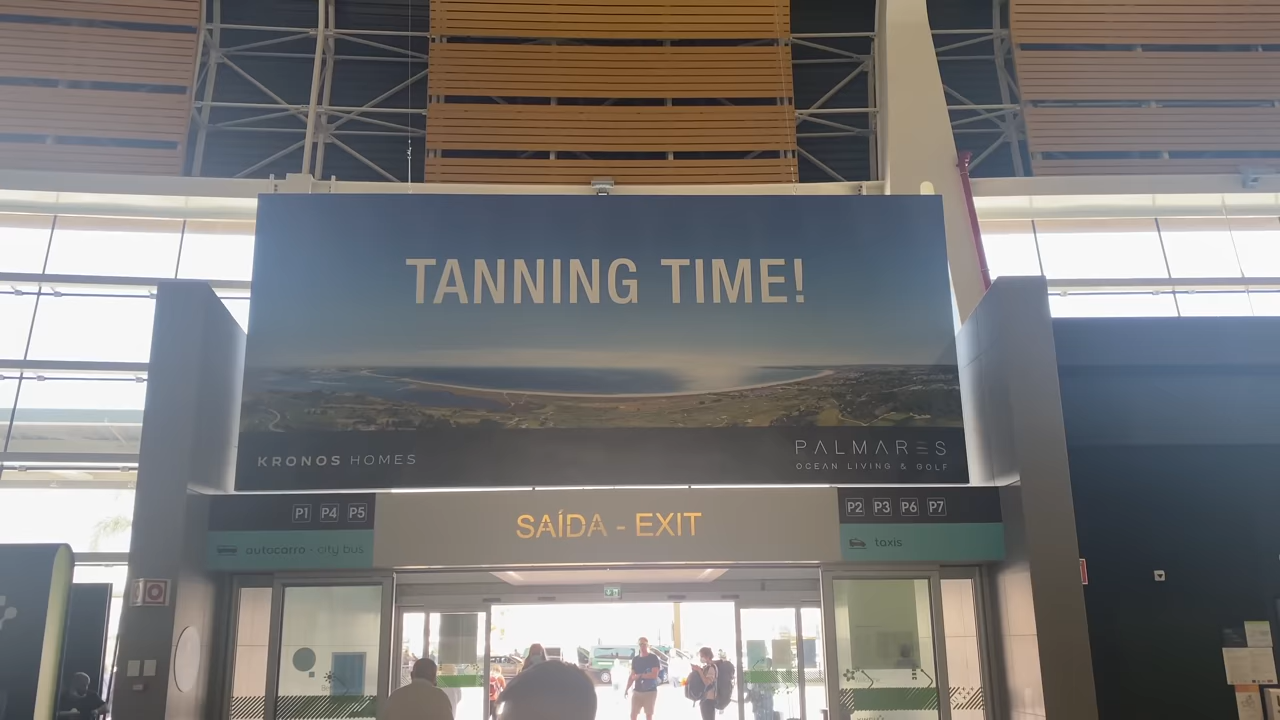 TANNING TIME!
KRONOS HOMES
PALMARES
OCEAN LIVING & GOLF
P1 P4 P5
autocarro - city bus
SAÍDA - EXIT
P2 P3 P6 P7
taxis